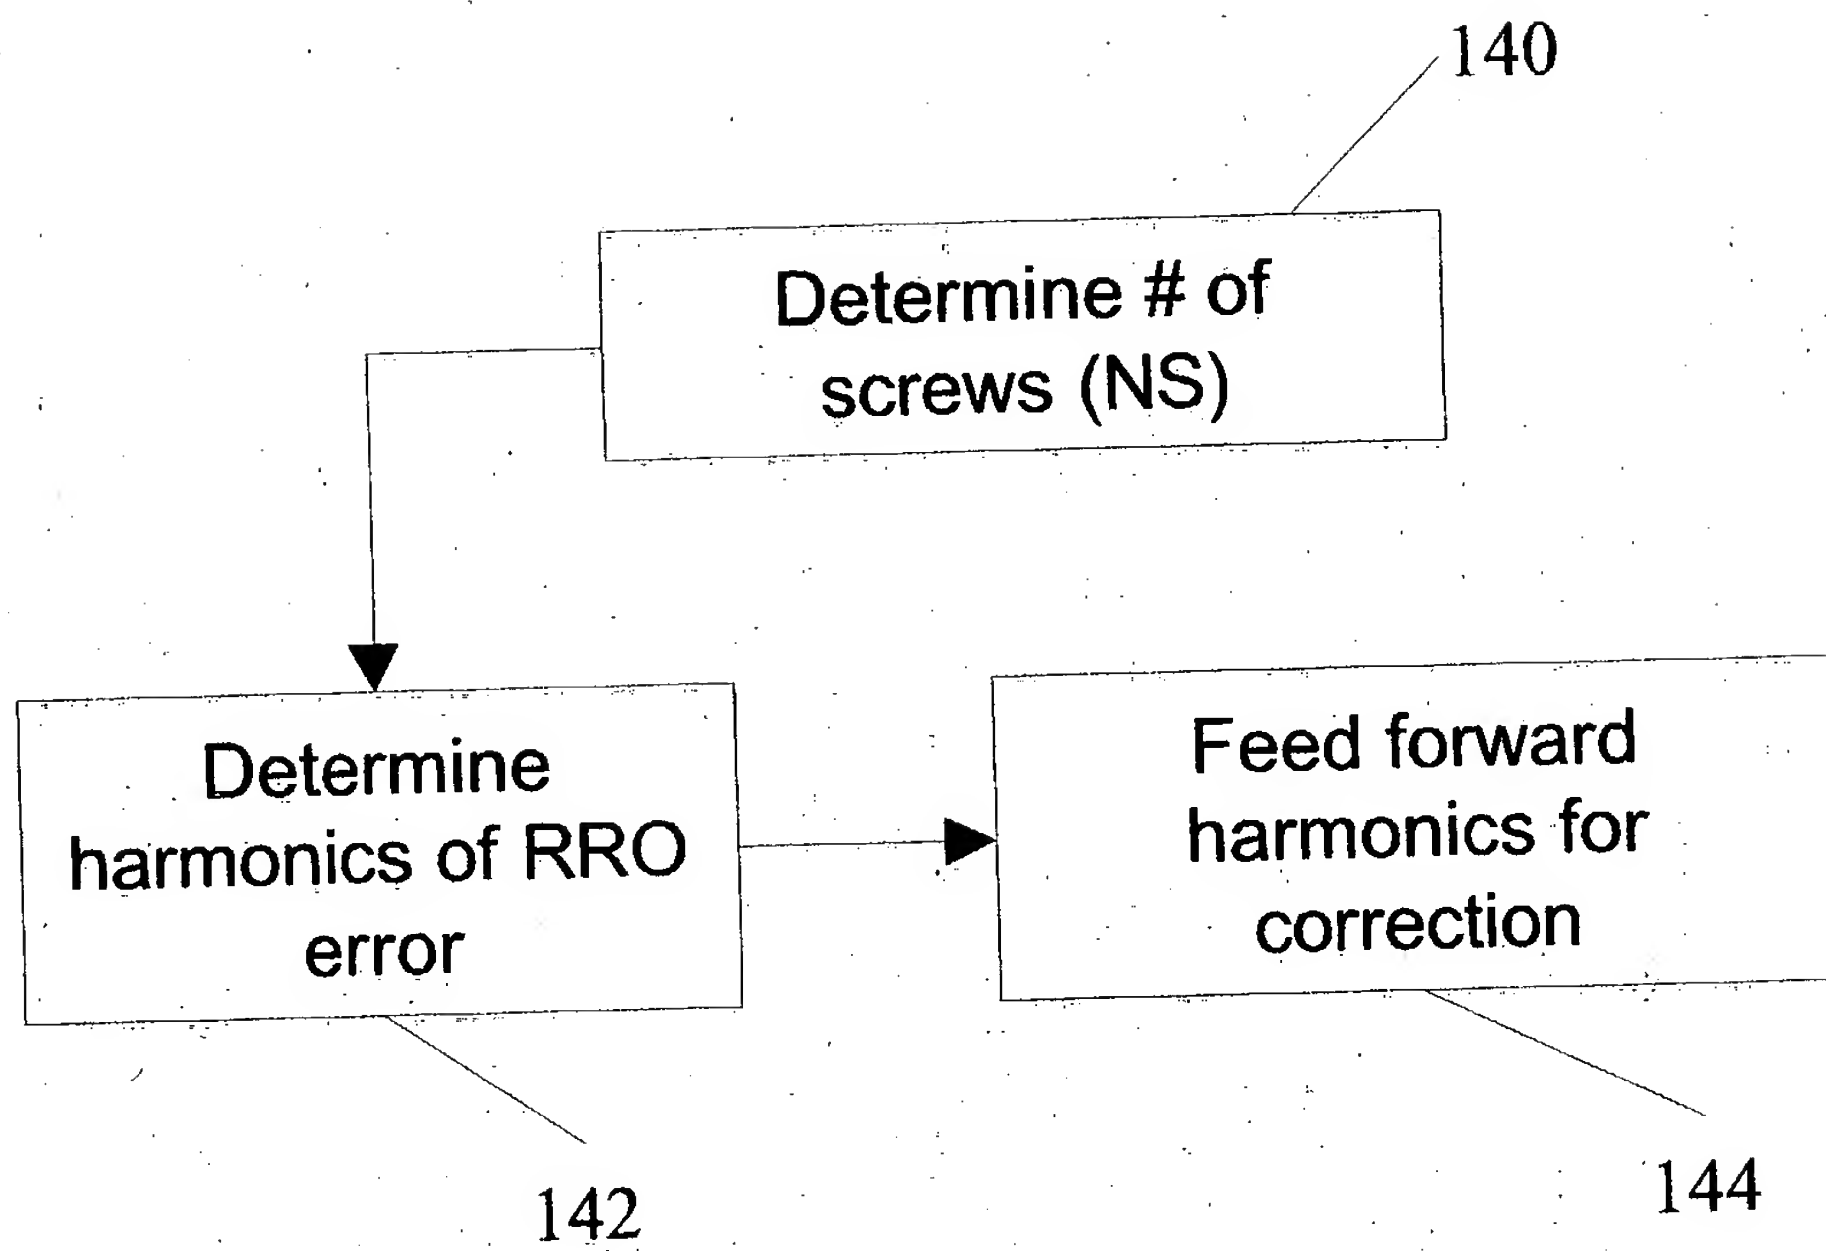 140
Determine # of
screws (NS)
Determine
harmonics of RRO
error
Feed forward
harmonics for
correction
142
144